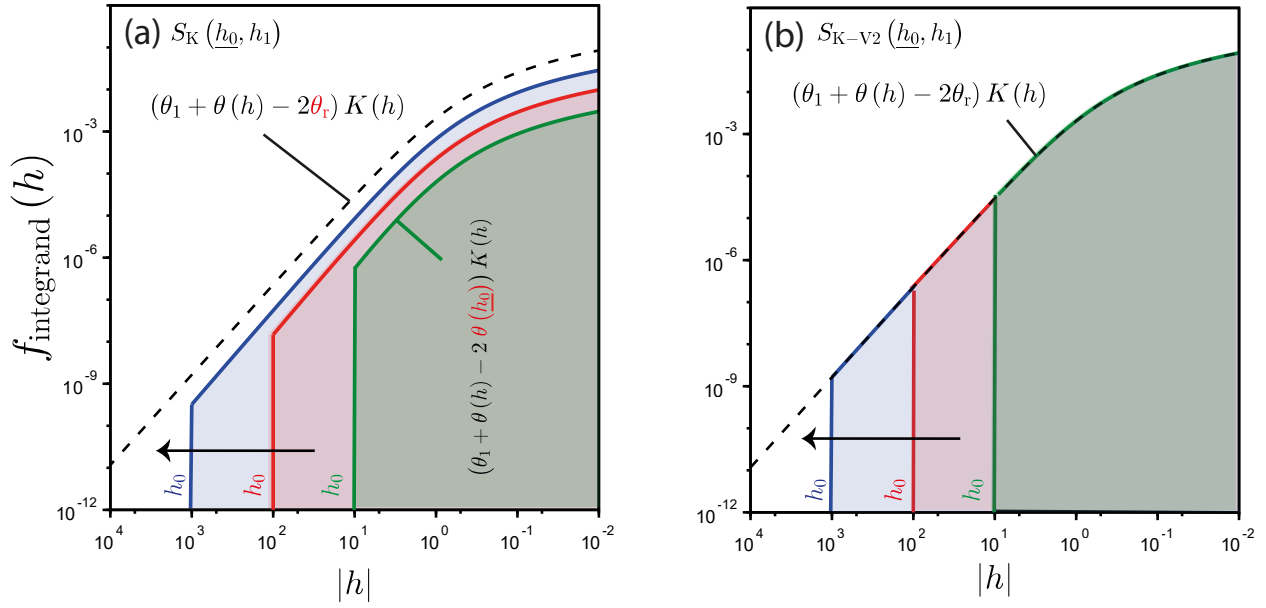 (a) S_K (h_0, h_1)
(θ_1 + θ (h) − 2θ_r) K (h)
f_integrand (h)
10^-3
10^-6
10^-9
10^-12
(θ_1 + θ (h) − 2 θ (h_0)) K (h)
h_0
h_0
h_0
10^4
10^3
10^2
10^1
10^0
10^-1
10^-2
|h|
(b) S_K−V2 (h_0, h_1)
(θ_1 + θ (h) − 2θ_r) K (h)
10^-3
10^-6
10^-9
10^-12
h_0
h_0
h_0
10^4
10^3
10^2
10^1
10^0
10^-1
10^-2
|h|